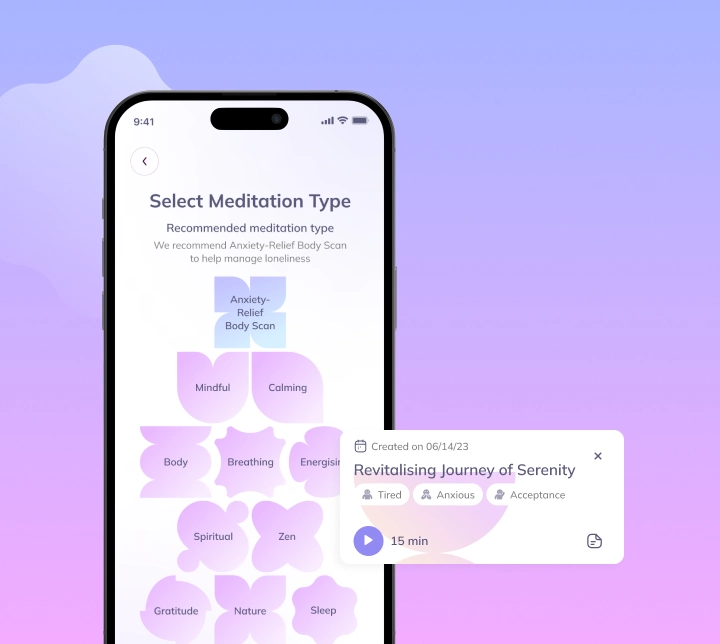 9:41
Select Meditation Type
Recommended meditation type
We recommend Anxiety-Relief Body Scan
to help manage loneliness
Anxiety-
Relief
Body Scan
Mindful
Calming
Body
Breathing
Energisin
Created on 06/14/23
Revitalising Journey of Serenity
Tired
Anxious
Acceptance
15 min
Spiritual
Zen
Gratitude
Nature
Sleep